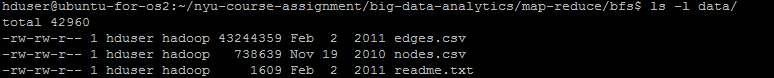 hduser@ubuntu-for-os2:~/nyu-course-assignment/big-data-analytics/map-reduce/bfs$ ls -l data/
total 42960
-rw-rw-r-- 1 hduser hadoop 43244359 Feb  2  2011 edges.csv
-rw-rw-r-- 1 hduser hadoop   738639 Nov 19  2010 nodes.csv
-rw-rw-r-- 1 hduser hadoop     1609 Feb  2  2011 readme.txt